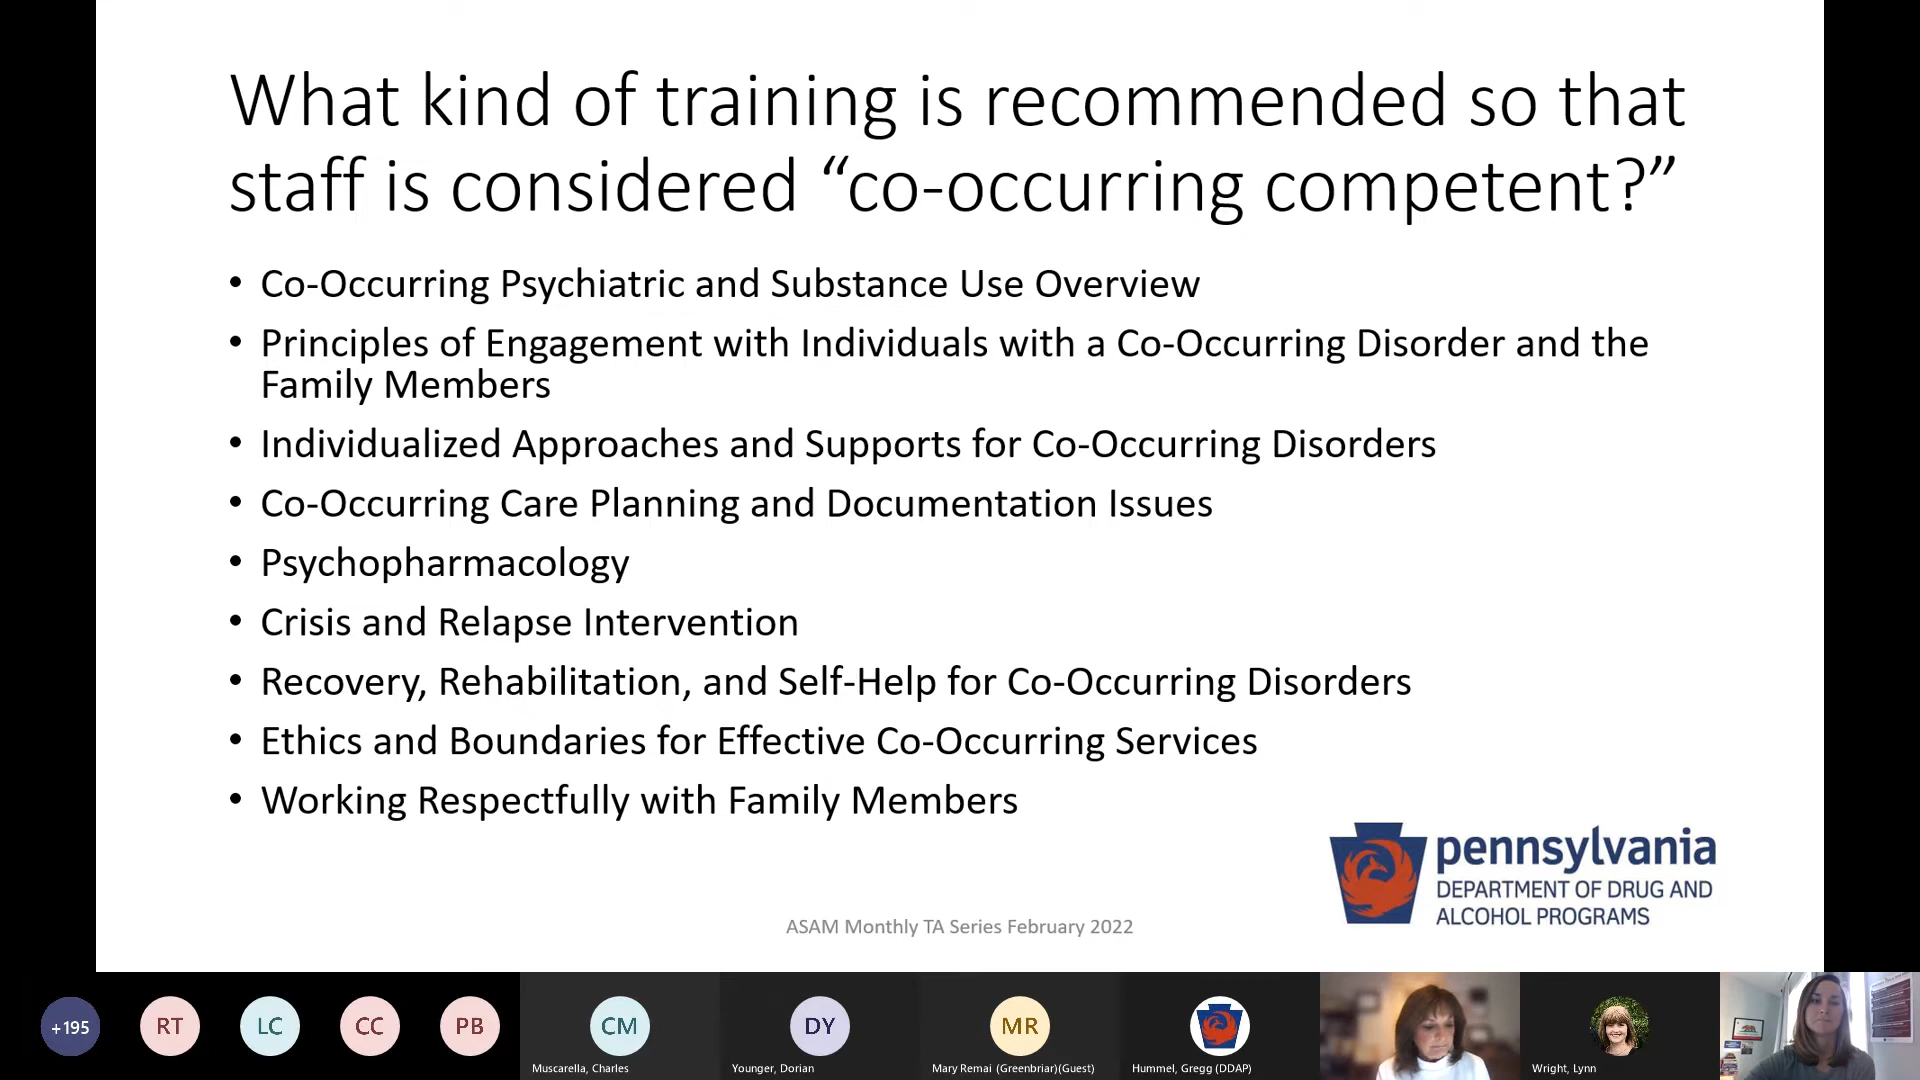 What kind of training is recommended so that
staff is considered “co-occurring competent?”
• Co-Occurring Psychiatric and Substance Use Overview
• Principles of Engagement with Individuals with a Co-Occurring Disorder and the
Family Members
• Individualized Approaches and Supports for Co-Occurring Disorders
• Co-Occurring Care Planning and Documentation Issues
• Psychopharmacology
• Crisis and Relapse Intervention
• Recovery, Rehabilitation, and Self-Help for Co-Occurring Disorders
• Ethics and Boundaries for Effective Co-Occurring Services
• Working Respectfully with Family Members
pennsylvania
DEPARTMENT OF DRUG AND
ALCOHOL PROGRAMS
ASAM Monthly TA Series February 2022
+195
RT
LC
CC
PB
CM
DY
MR
Muscarella, Charles
Younger, Dorian
Mary Remai (Greenbriar)(Guest)
Hummel, Gregg (DDAP)
Wright, Lynn